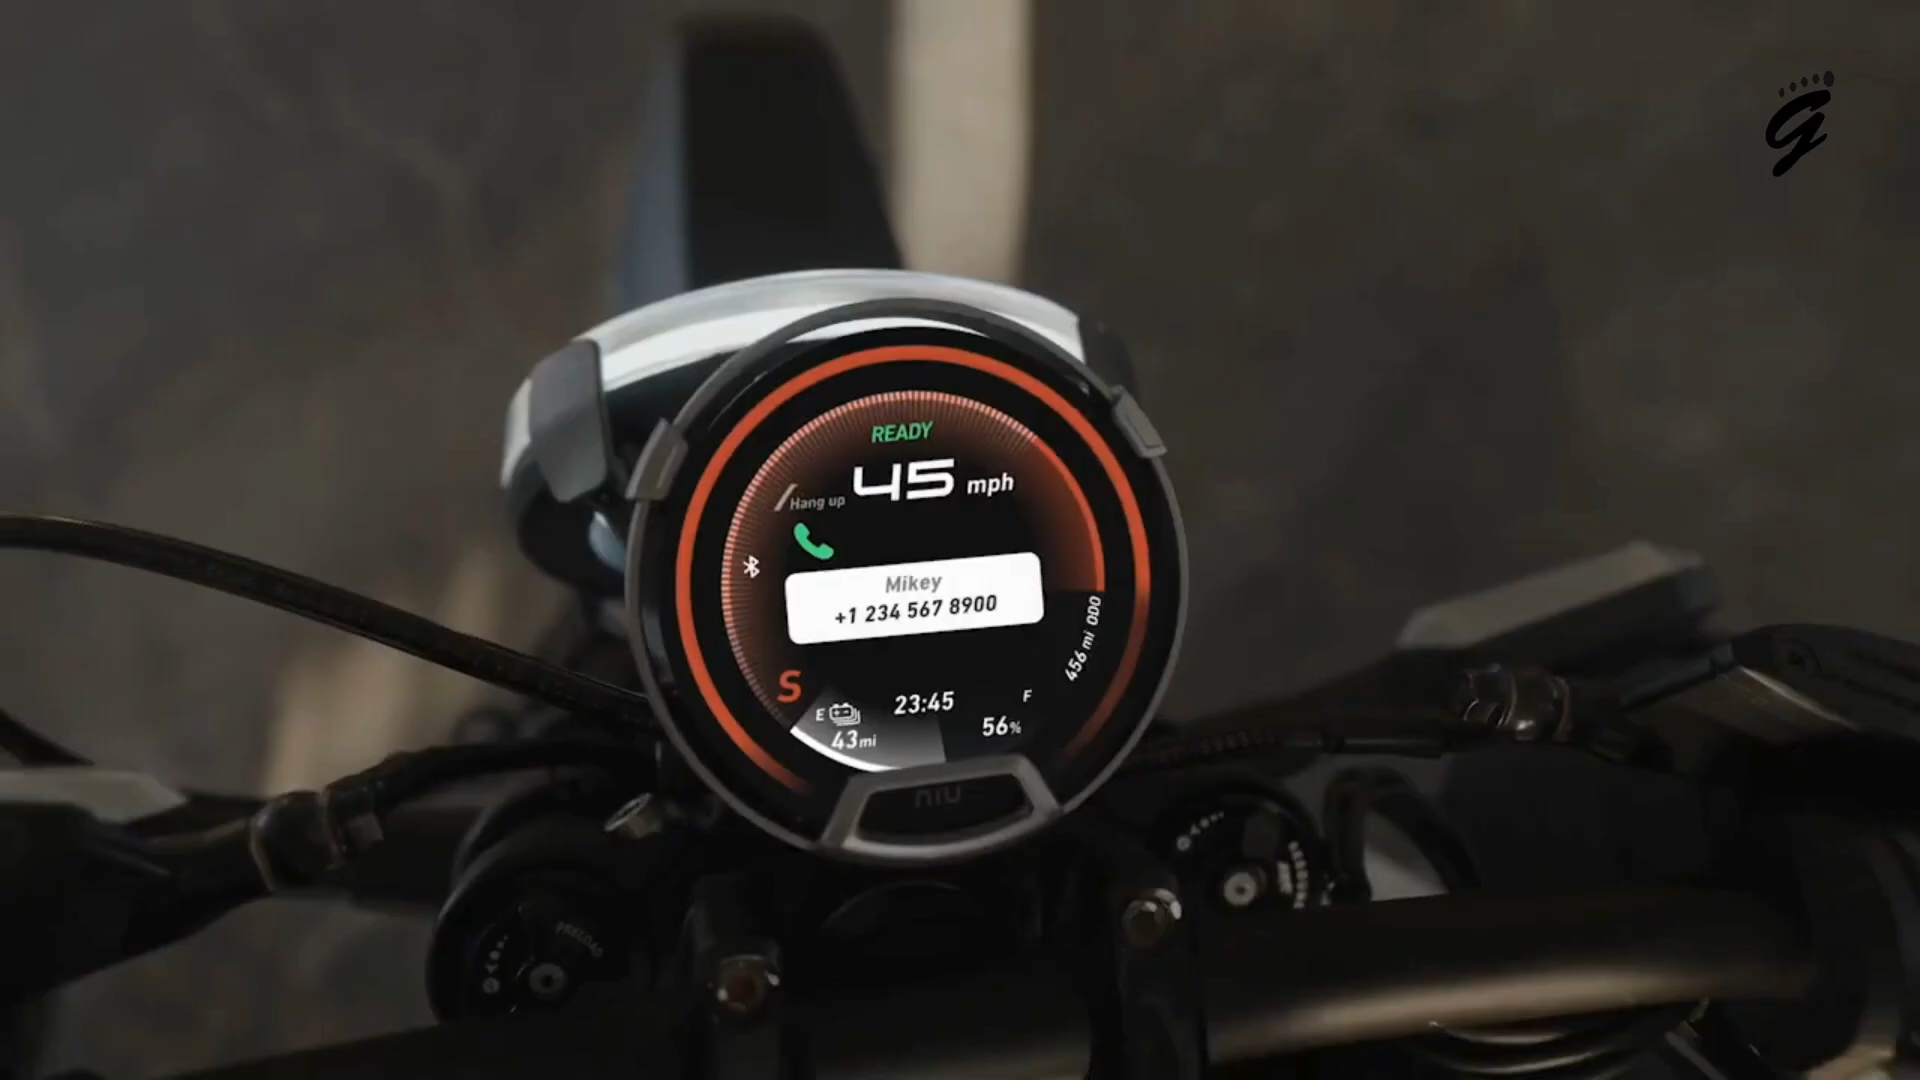 READY
45 mph
Hang up
Mikey
+1 234 567 8900
456 mi ODO
S
23:45
E
F
43mi
56%
niu
PRELOAD
g